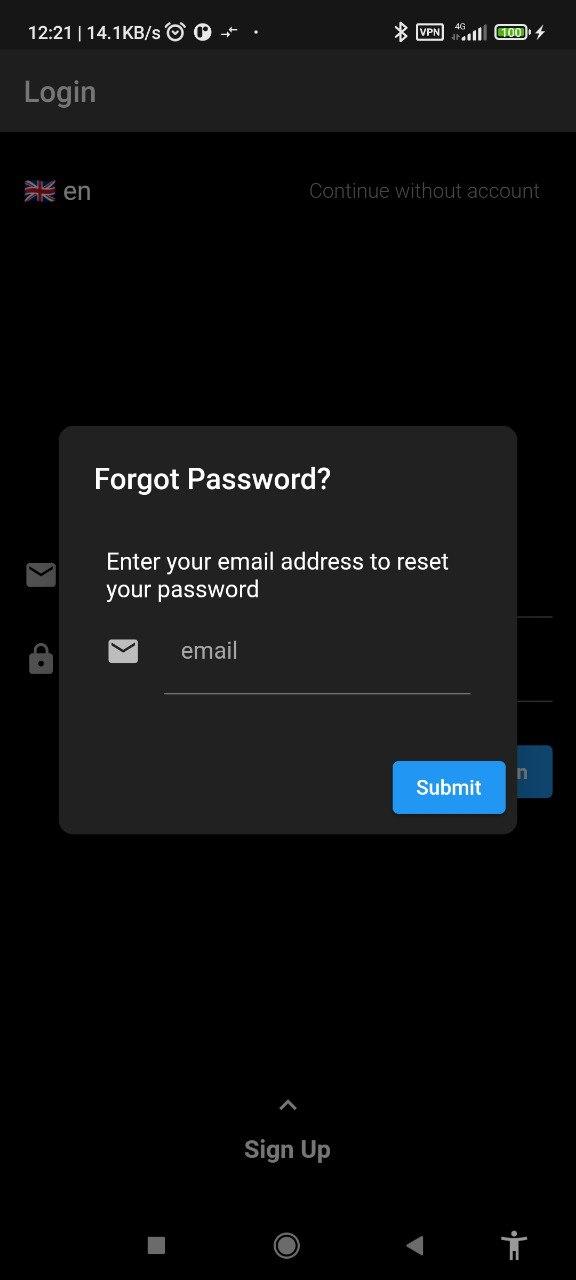 12:21 | 14.1KB/s
VPN 4G 100
Login
🇬🇧 en
Continue without account
Forgot Password?
Enter your email address to reset
your password
email
n
Submit
Sign Up